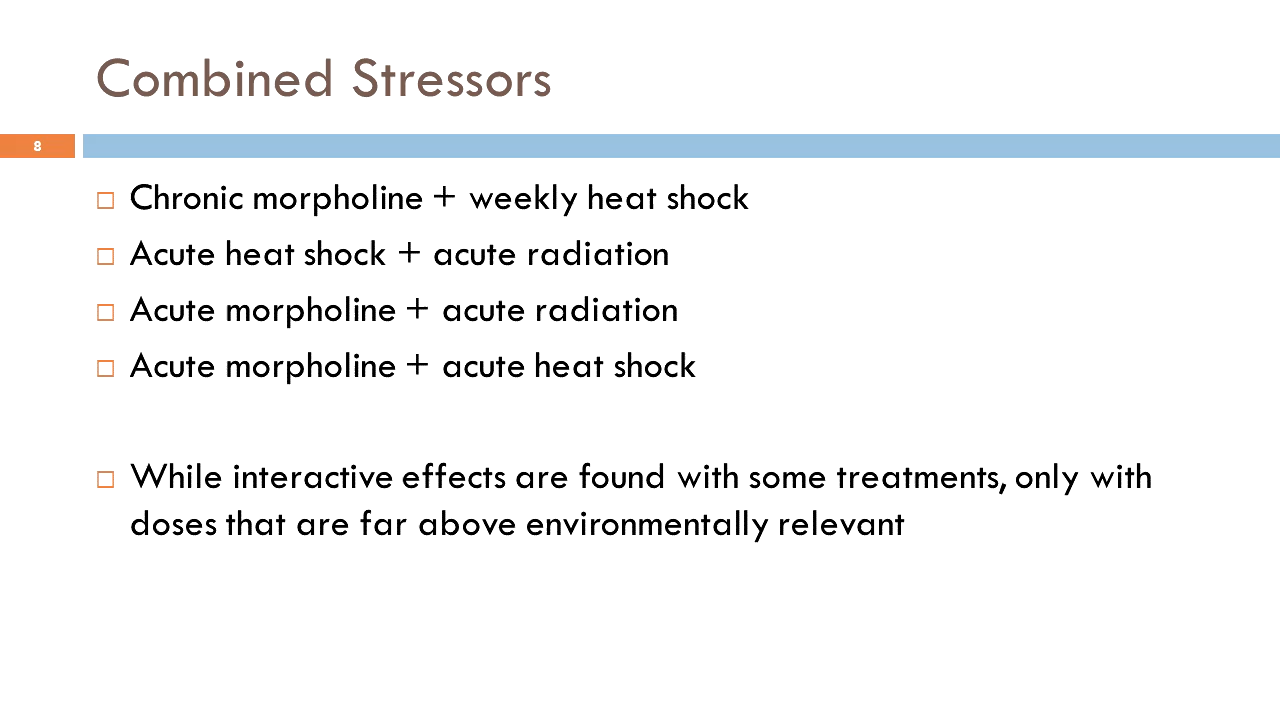 Combined Stressors
8
Chronic morpholine + weekly heat shock
Acute heat shock + acute radiation
Acute morpholine + acute radiation
Acute morpholine + acute heat shock
While interactive effects are found with some treatments, only with
doses that are far above environmentally relevant